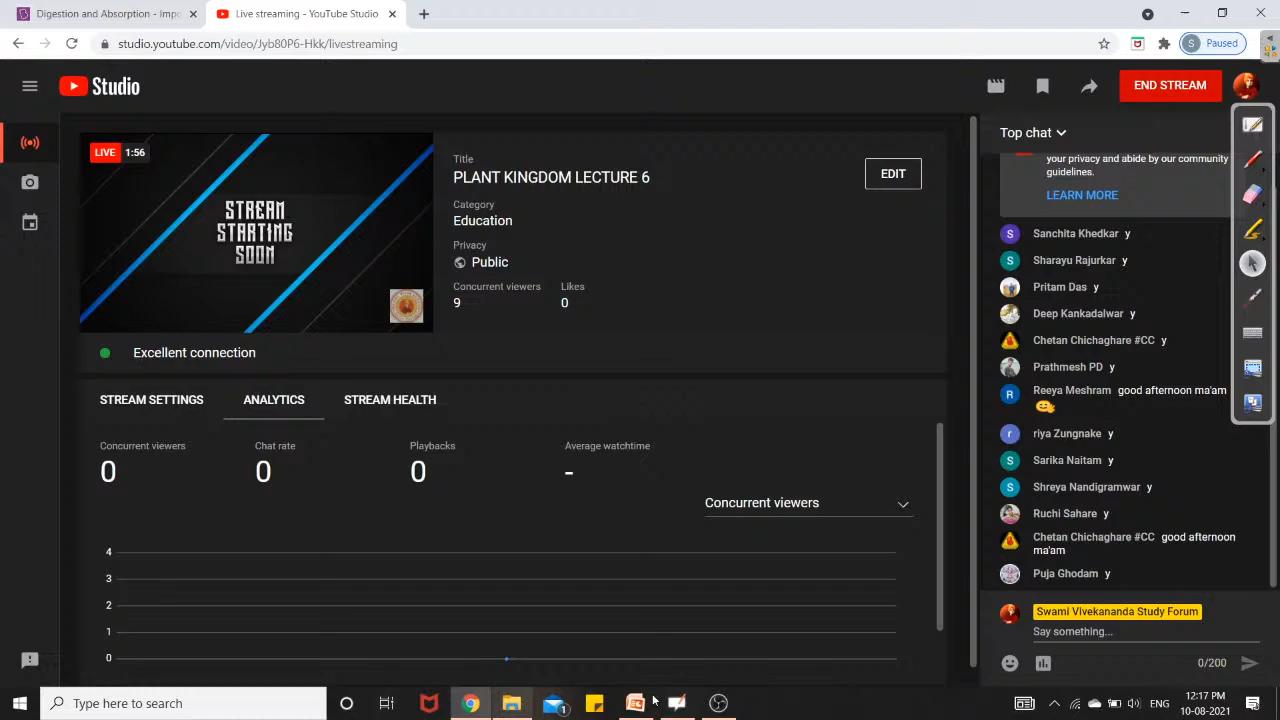 Digestion and Absorption - Impo
Live streaming - YouTube Studio
studio.youtube.com/video/Jyb80P6-Hkk/livestreaming
S
Paused
Studio
END STREAM
LIVE 1:56
STREAM
STARTING
SOON
Title
PLANT KINGDOM LECTURE 6
EDIT
Category
Education
Privacy
Public
Concurrent viewers
Likes
9
0
Excellent connection
STREAM SETTINGS
ANALYTICS
STREAM HEALTH
Concurrent viewers
Chat rate
Playbacks
Average watchtime
0
0
0
-
Concurrent viewers
4
3
2
1
0
Top chat
your privacy and abide by our community
guidelines.
LEARN MORE
S Sanchita Khedkar y
S Sharayu Rajurkar y
Pritam Das y
Deep Kankadalwar y
Chetan Chichaghare #CC y
Prathmesh PD y
R Reeya Meshram good afternoon ma'am
r riya Zungnake y
S Sarika Naitam y
S Shreya Nandigramwar y
Ruchi Sahare y
Chetan Chichaghare #CC good afternoon
ma'am
Puja Ghodam y
Swami Vivekananda Study Forum
Say something...
0/200
Type here to search
1
12:17 PM
10-08-2021